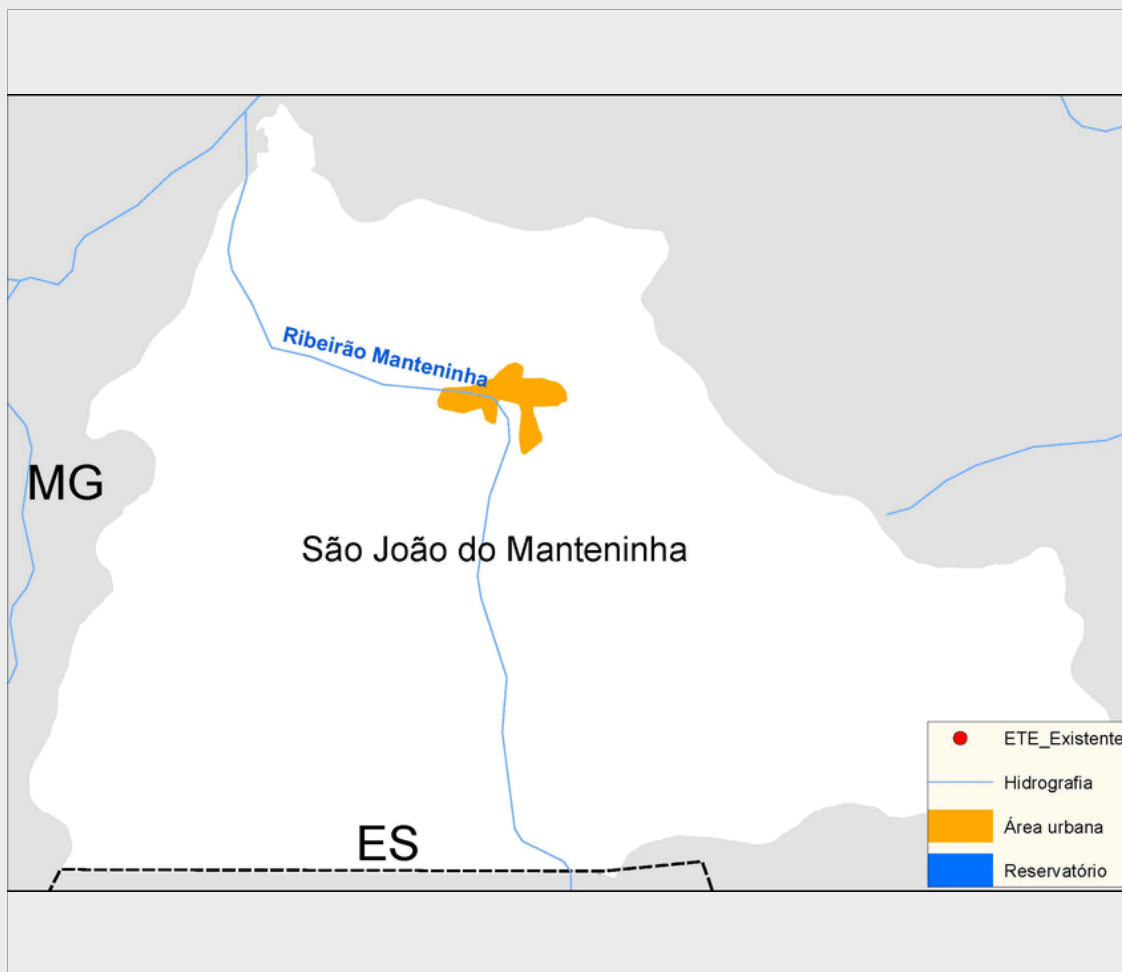 Ribeirão Manteninha
MG
São João do Manteninha
ES
ETE_Existente
Hidrografia
Área urbana
Reservatório